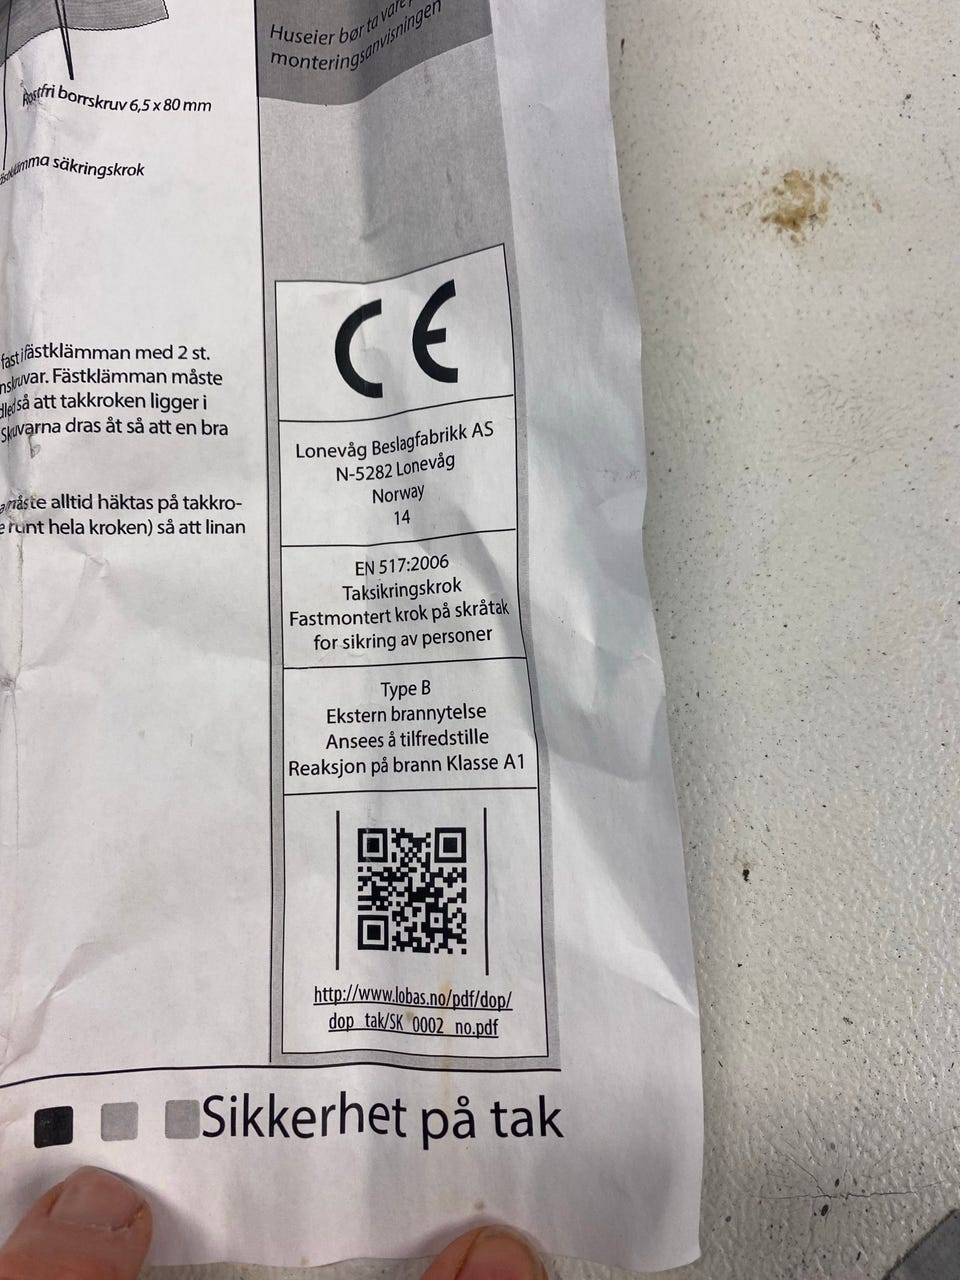 Huseier bør ta vare
monteringsanvisningen
Rostfri borrskruv 6,5 x 80 mm
säkringskrok
fast i fästklämman med 2 st.
Fästklämman måste
så att takkroken ligger i
Skruvarna dras åt så att en bra
måste alltid häktas på takkro-
runt hela kroken) så att linan
CE
Lonevåg Beslagfabrikk AS
N-5282 Lonevåg
Norway
14
EN 517:2006
Taksikringskrok
Fastmontert krok på skråtak
for sikring av personer
Type B
Ekstern brannytelse
Ansees å tilfredstille
Reaksjon på brann Klasse A1
http://www.lobas.no/pdf/dop/
dop_tak/SK_0002_no.pdf
Sikkerhet på tak